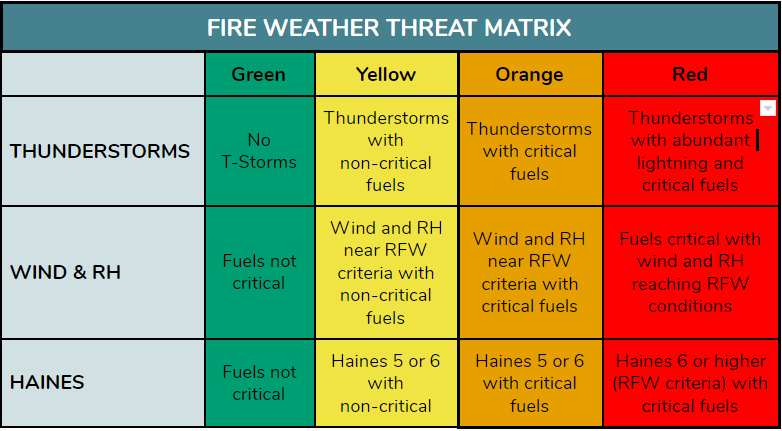 FIRE WEATHER THREAT MATRIX
Green
Yellow
Orange
Red
THUNDERSTORMS
No
T-Storms
Thunderstorms
with
non-critical
fuels
Thunderstorms
with critical
fuels
Thunderstorms
with abundant
lightning and
critical fuels
WIND & RH
Fuels not
critical
Wind and RH
near RFW
criteria with
non-critical
fuels
Wind and RH
near RFW
criteria with
critical fuels
Fuels critical with
wind and RH
reaching RFW
conditions
HAINES
Fuels not
critical
Haines 5 or 6
with
non-critical
Haines 5 or 6
with critical
fuels
Haines 6 or higher
(RFW criteria) with
critical fuels